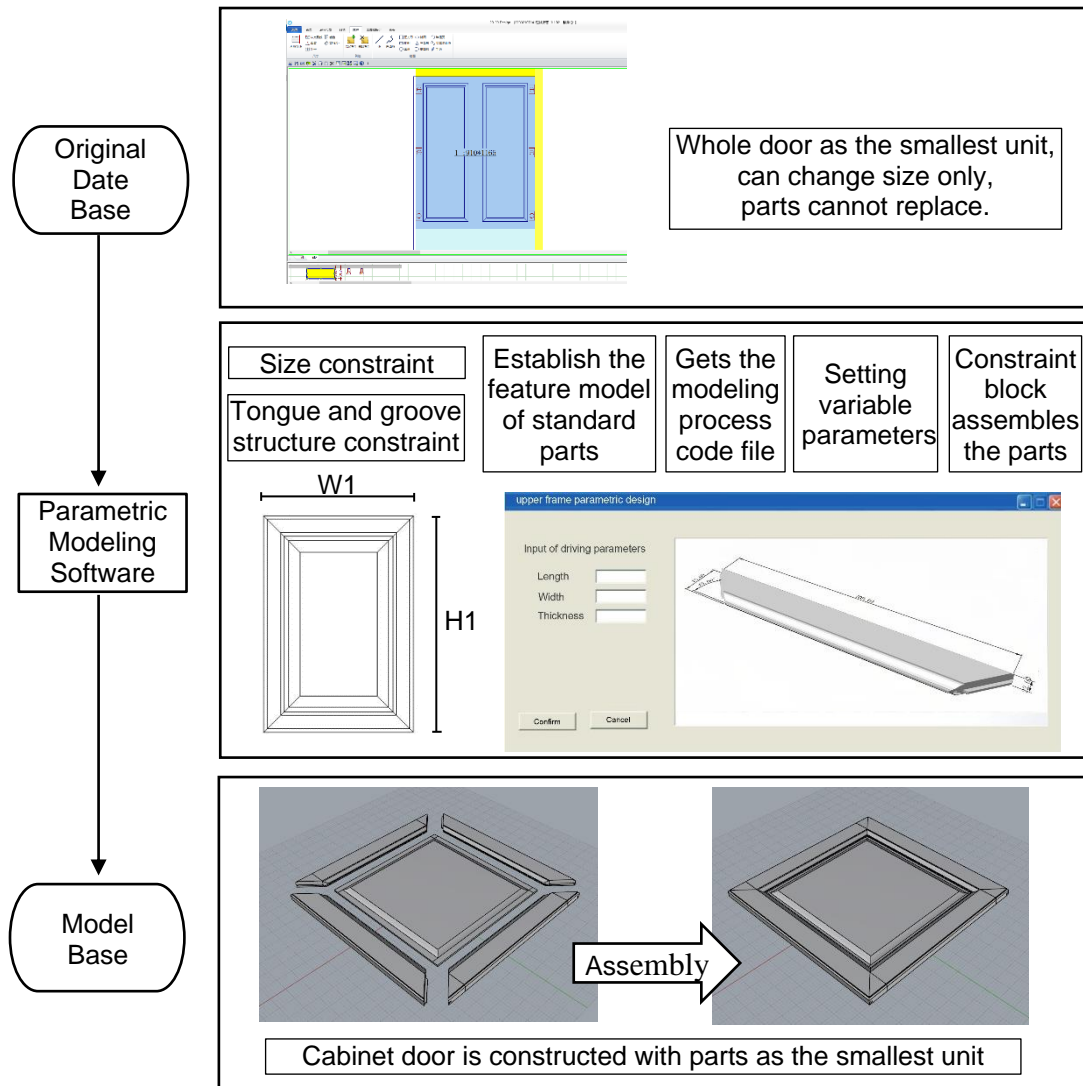 Original
Date
Base
Whole door as the smallest unit,
can change size only,
parts cannot replace.
Parametric
Modeling
Software
Size constraint
Tongue and groove
structure constraint
Establish the
feature model
of standard
parts
Gets the
modeling
process
code file
Setting
variable
parameters
Constraint
block
assembles
the parts
W1
H1
upper frame parametric design
Input of driving parameters
Length
Width
Thickness
Confirm
Cancel
Model
Base
Assembly
Cabinet door is constructed with parts as the smallest unit